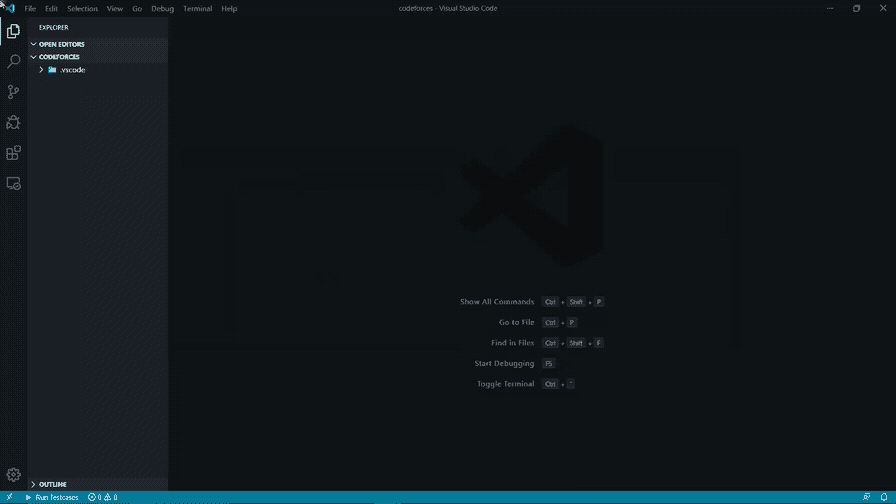 File Edit Selection View Go Debug Terminal Help
codeforces - Visual Studio Code
EXPLORER
OPEN EDITORS
CODEFORCES
.vscode
Show All Commands Ctrl + Shift + P
Go to File Ctrl + P
Find in Files Ctrl + Shift + F
Start Debugging F5
Toggle Terminal Ctrl + `
OUTLINE
Run Testcases 0 0